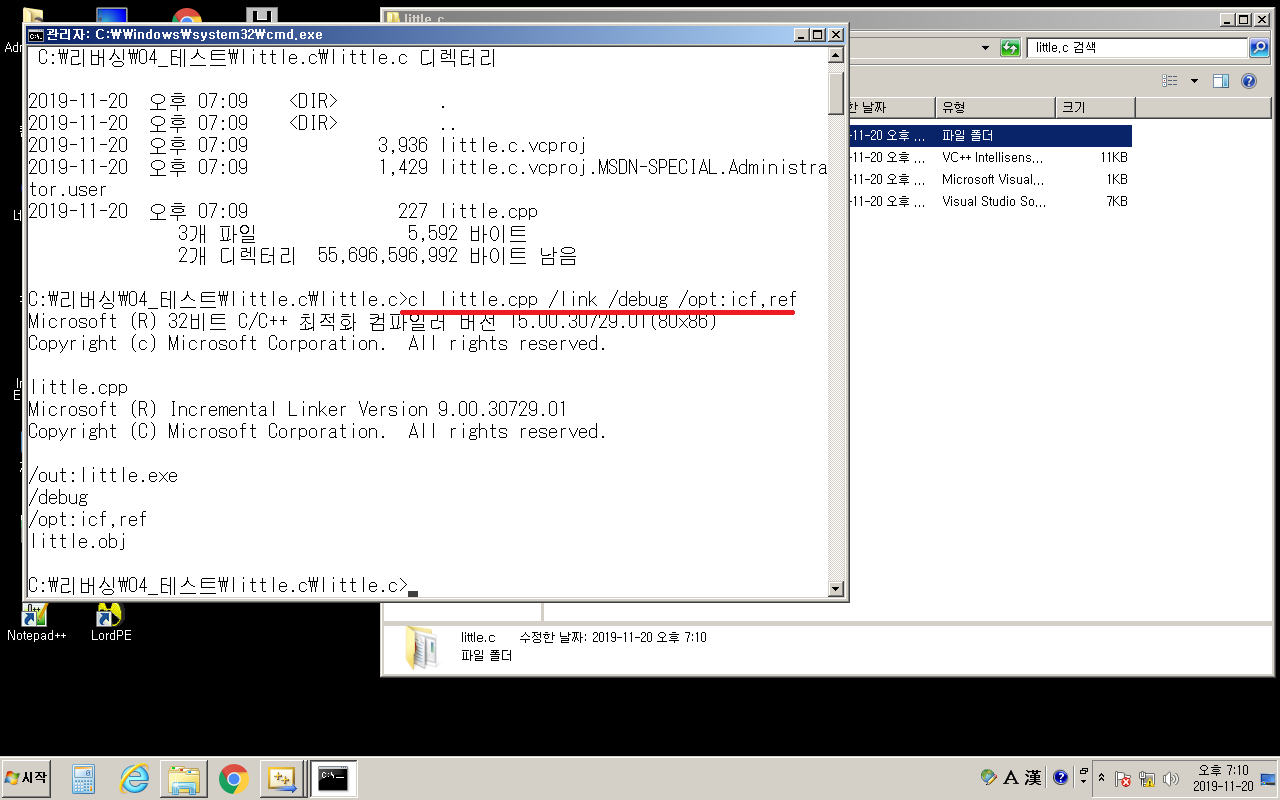 little.c
관리자: C:\Windows\system32\cmd.exe
C:\리버싱\04_테스트\little.c\little.c 디렉터리
2019-11-20 오후 07:09 <DIR> .
2019-11-20 오후 07:09 <DIR> ..
2019-11-20 오후 07:09 3,936 little.c.vcproj
2019-11-20 오후 07:09 1,429 little.c.vcproj.MSDN-SPECIAL.Administra
tor.user
2019-11-20 오후 07:09 227 little.cpp
3개 파일 5,592 바이트
2개 디렉터리 55,696,596,992 바이트 남음
C:\리버싱\04_테스트\little.c\little.c>cl little.cpp /link /debug /opt:icf,ref
Microsoft (R) 32비트 C/C++ 최적화 컴파일러 버전 15.00.30729.01(80x86)
Copyright (c) Microsoft Corporation. All rights reserved.
little.cpp
Microsoft (R) Incremental Linker Version 9.00.30729.01
Copyright (C) Microsoft Corporation. All rights reserved.
/out:little.exe
/debug
/opt:icf,ref
little.obj
C:\리버싱\04_테스트\little.c\little.c>
little.c 검색
한 날짜 유형 크기
-11-20 오후 ... 파일 폴더
-11-20 오후 ... VC++ Intellisens... 11KB
-11-20 오후 ... Microsoft Visual... 1KB
-11-20 오후 ... Visual Studio So... 7KB
Notepad++ LordPE
little.c 수정한 날짜: 2019-11-20 오후 7:10
파일 폴더
시작
C:\
A 漢
오후 7:10
2019-11-20